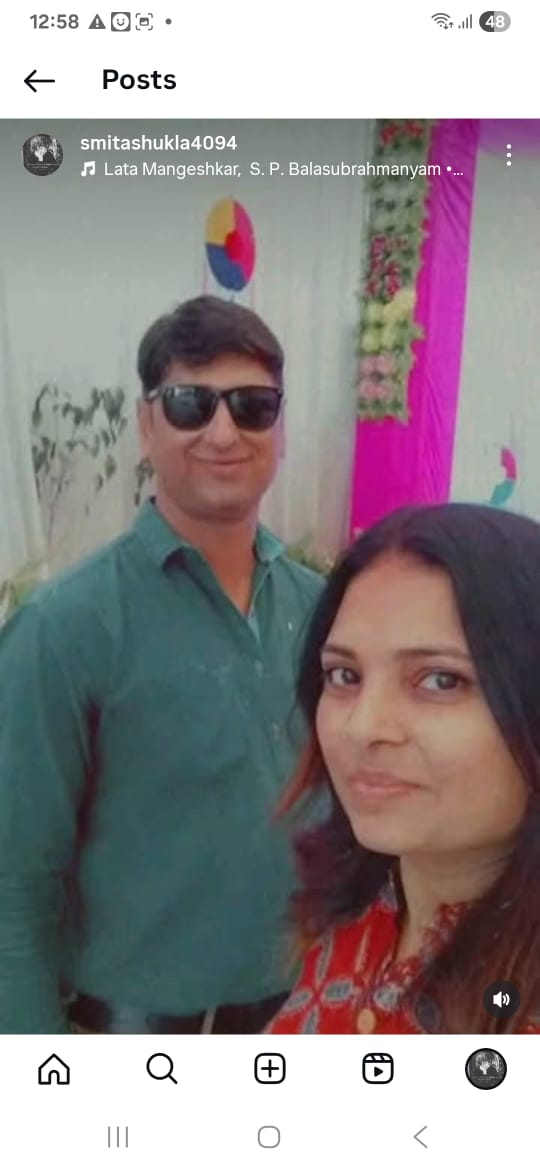 12:58
48
Posts
smitashukla4094
Lata Mangeshkar, S. P. Balasubrahmanyam •...